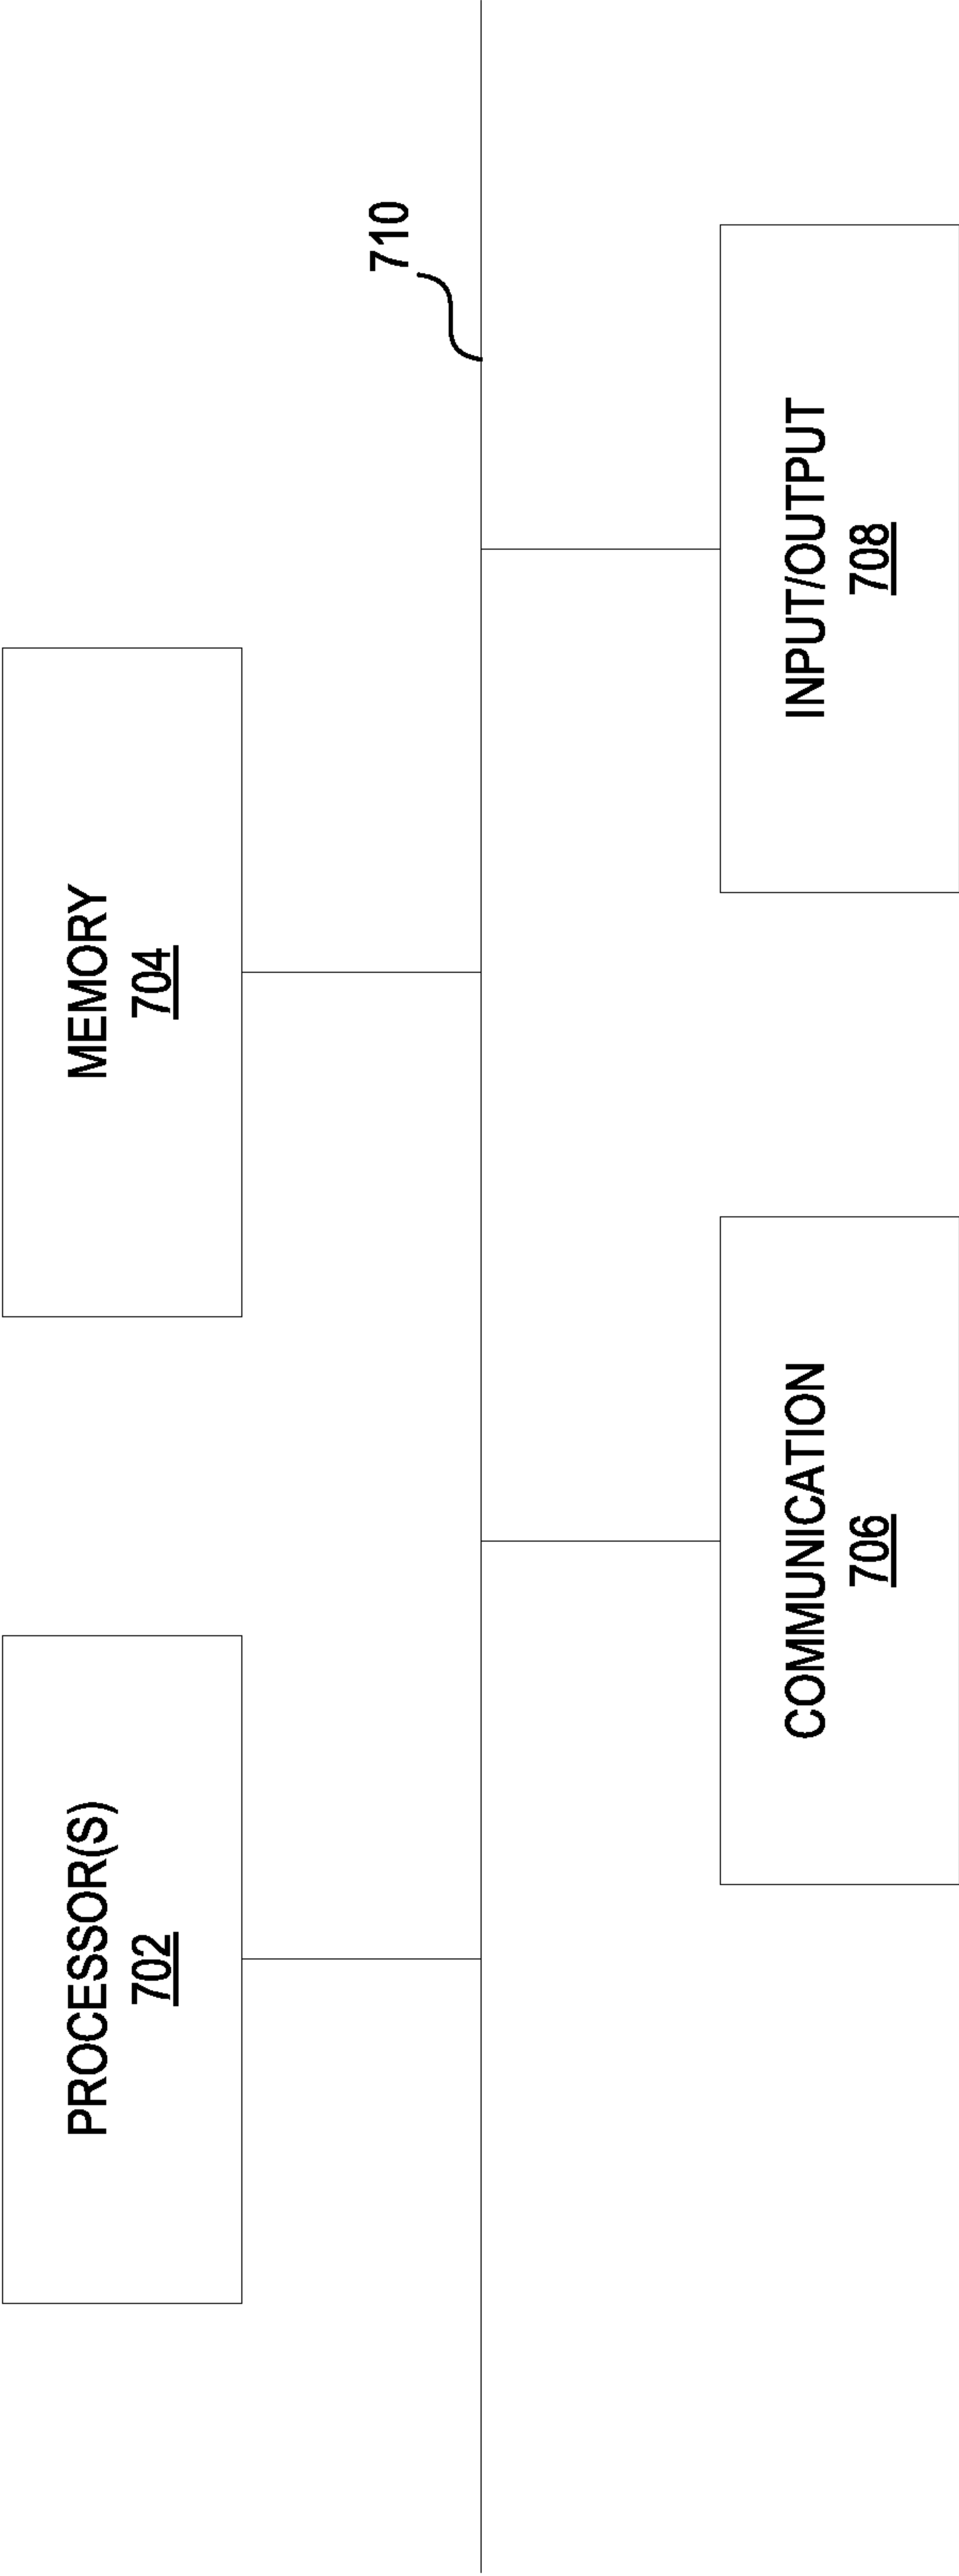 PROCESSOR(S)
702
MEMORY
704
710
COMMUNICATION
706
INPUT/OUTPUT
708